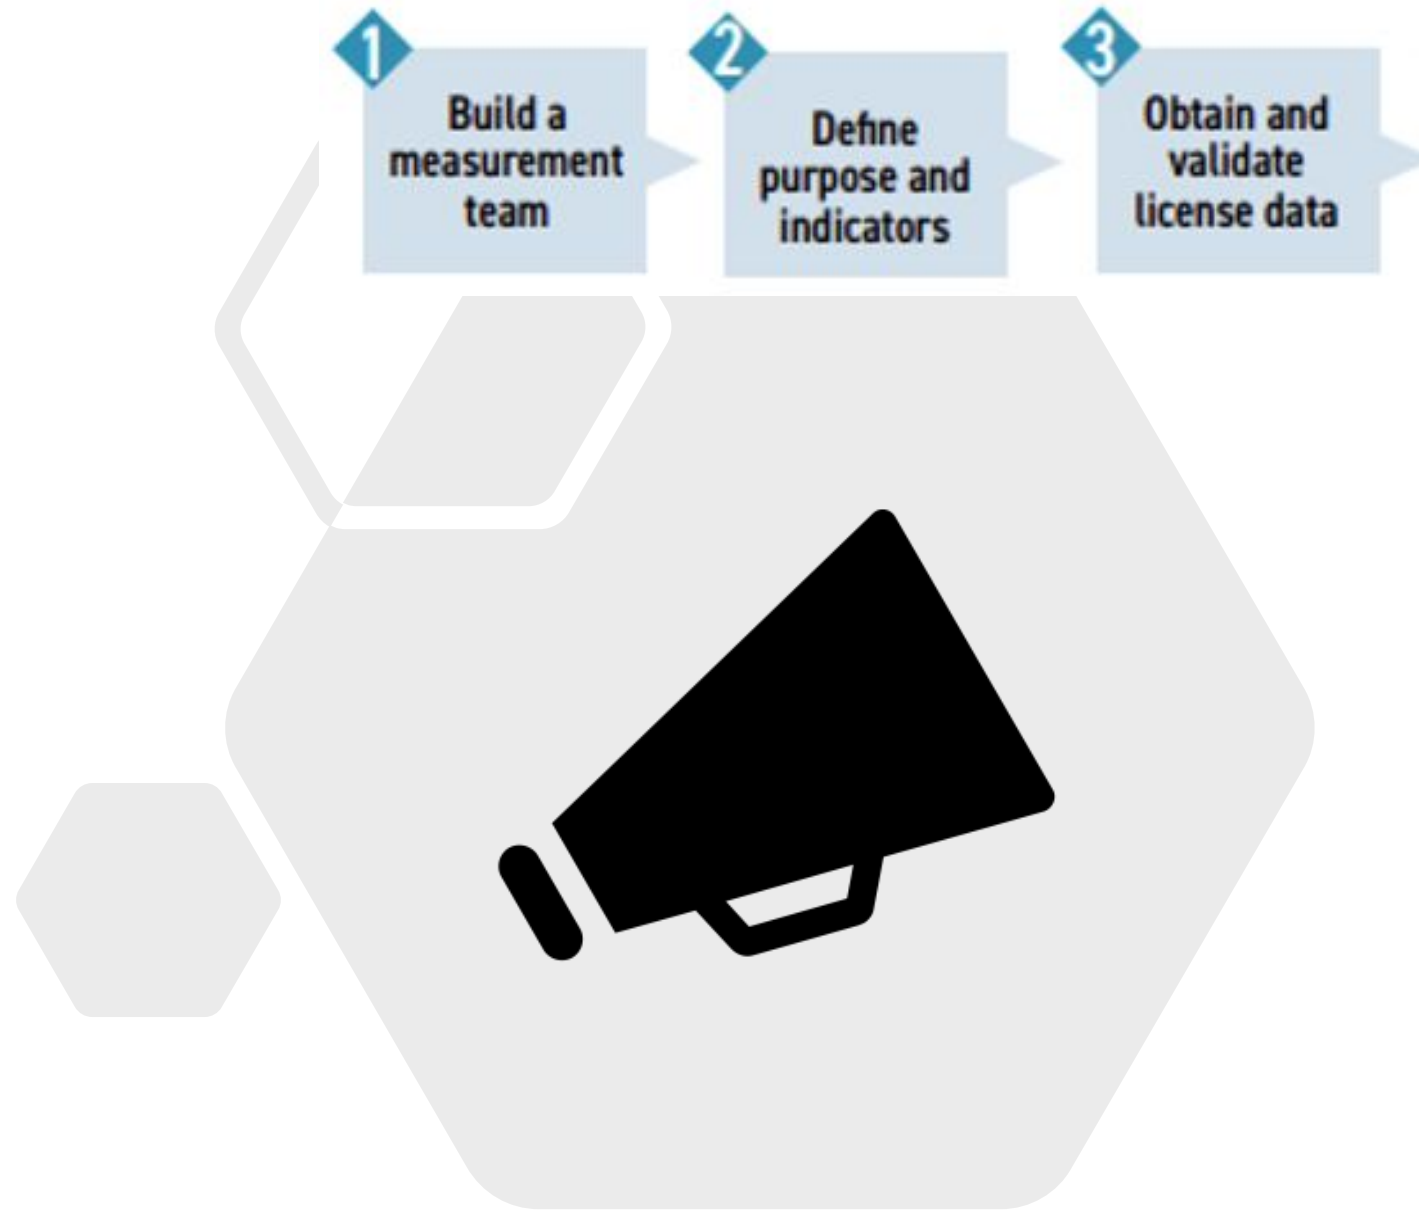 1
Build a
measurement
team
2
Define
purpose and
indicators
3
Obtain and
validate
license data